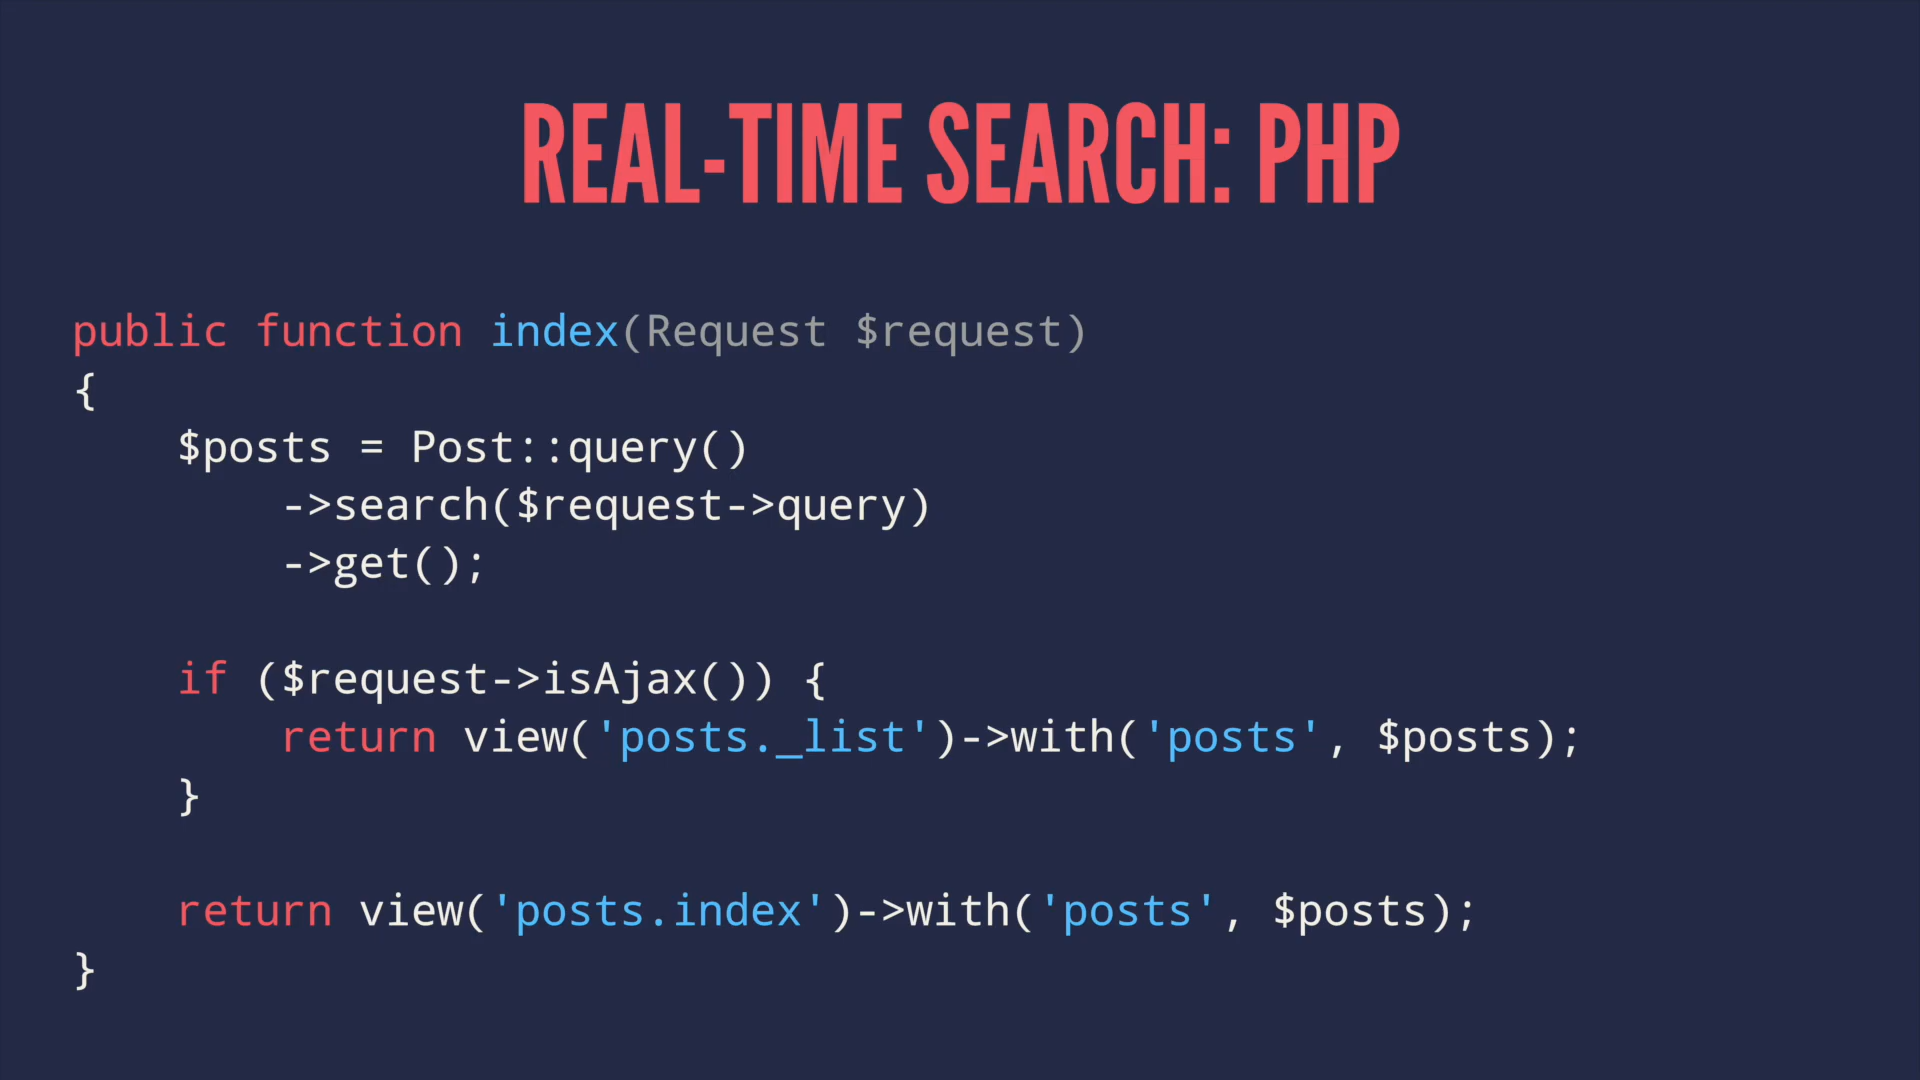 REAL-TIME SEARCH: PHP
public function index(Request $request)
{
    $posts = Post::query()
        ->search($request->query)
        ->get();
    if ($request->isAjax()) {
        return view('posts._list')->with('posts', $posts);
    }
    return view('posts.index')->with('posts', $posts);
}